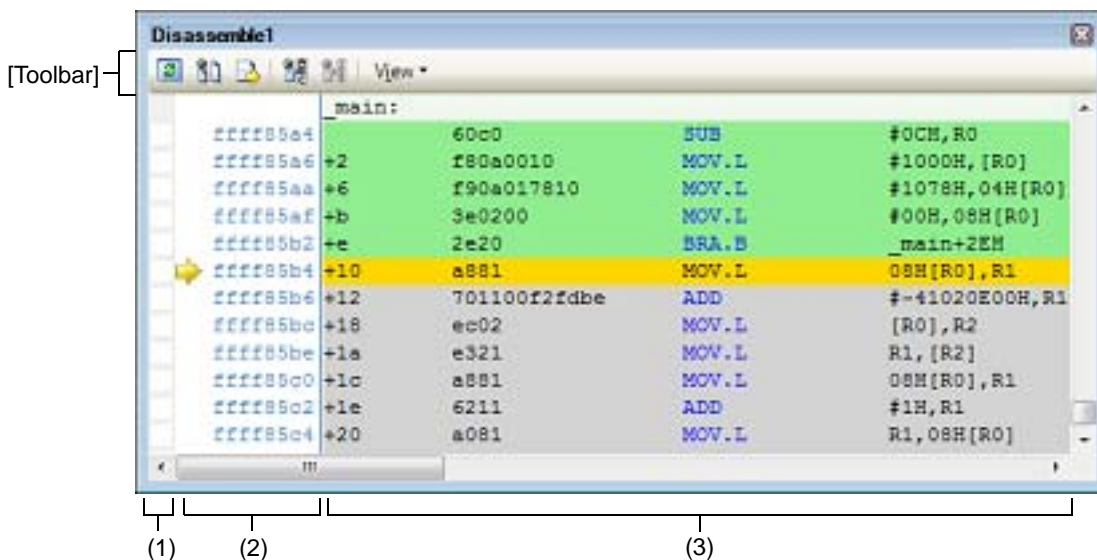 Disassemble1
[Toolbar]
View
_main:
ffff85a4 60c0 SUB #0CH,R0
ffff85a6 +2 f80a0010 MOV.L #1000H,[R0]
ffff85aa +6 f90a017810 MOV.L #1078H,04H[R0]
ffff85af +b 3e0200 MOV.L #00H,08H[R0]
ffff85b2 +e 2e20 BRA.B _main+2EH
ffff85b4 +10 a881 MOV.L 08H[R0],R1
ffff85b6 +12 701100f2fdbe ADD #-41020E00H,R1
ffff85bc +18 ec02 MOV.L [R0],R2
ffff85be +1a e321 MOV.L R1,[R2]
ffff85c0 +1c a881 MOV.L 08H[R0],R1
ffff85c2 +1e 6211 ADD #1H,R1
ffff85c4 +20 a081 MOV.L R1,08H[R0]
(1) (2) (3)